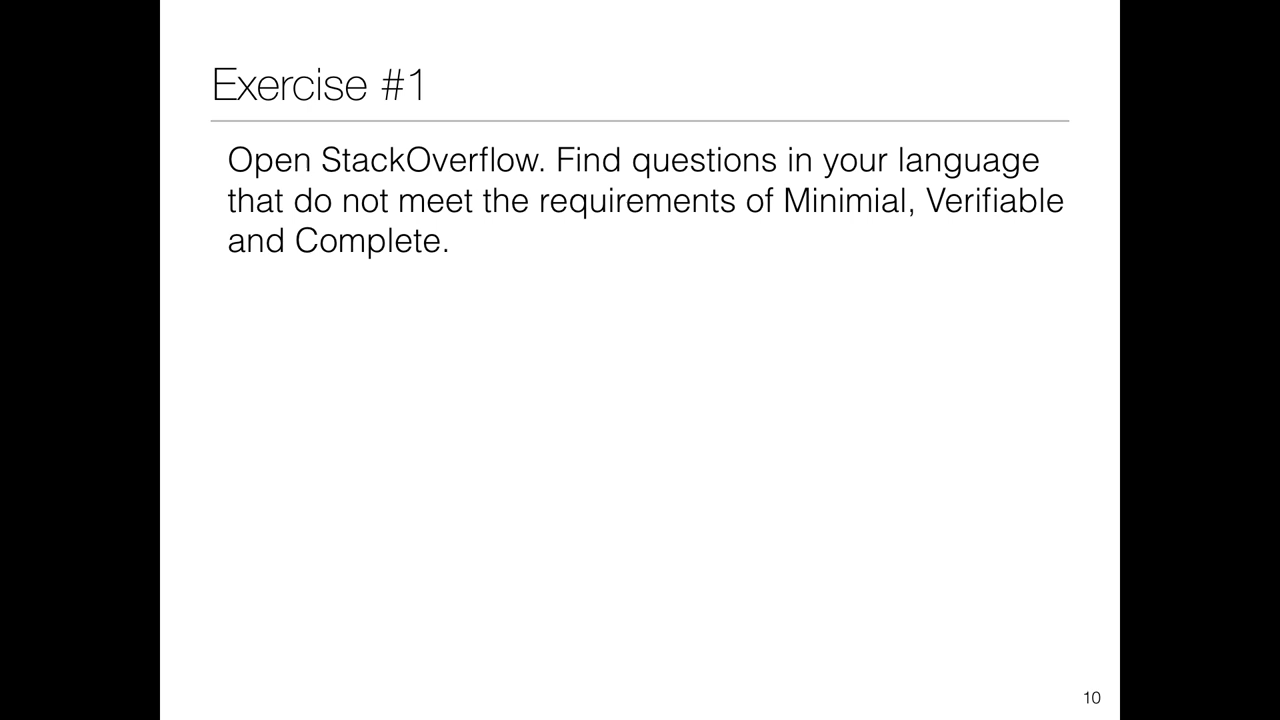 Exercise #1
Open StackOverflow. Find questions in your language
that do not meet the requirements of Minimial, Verifiable
and Complete.
10